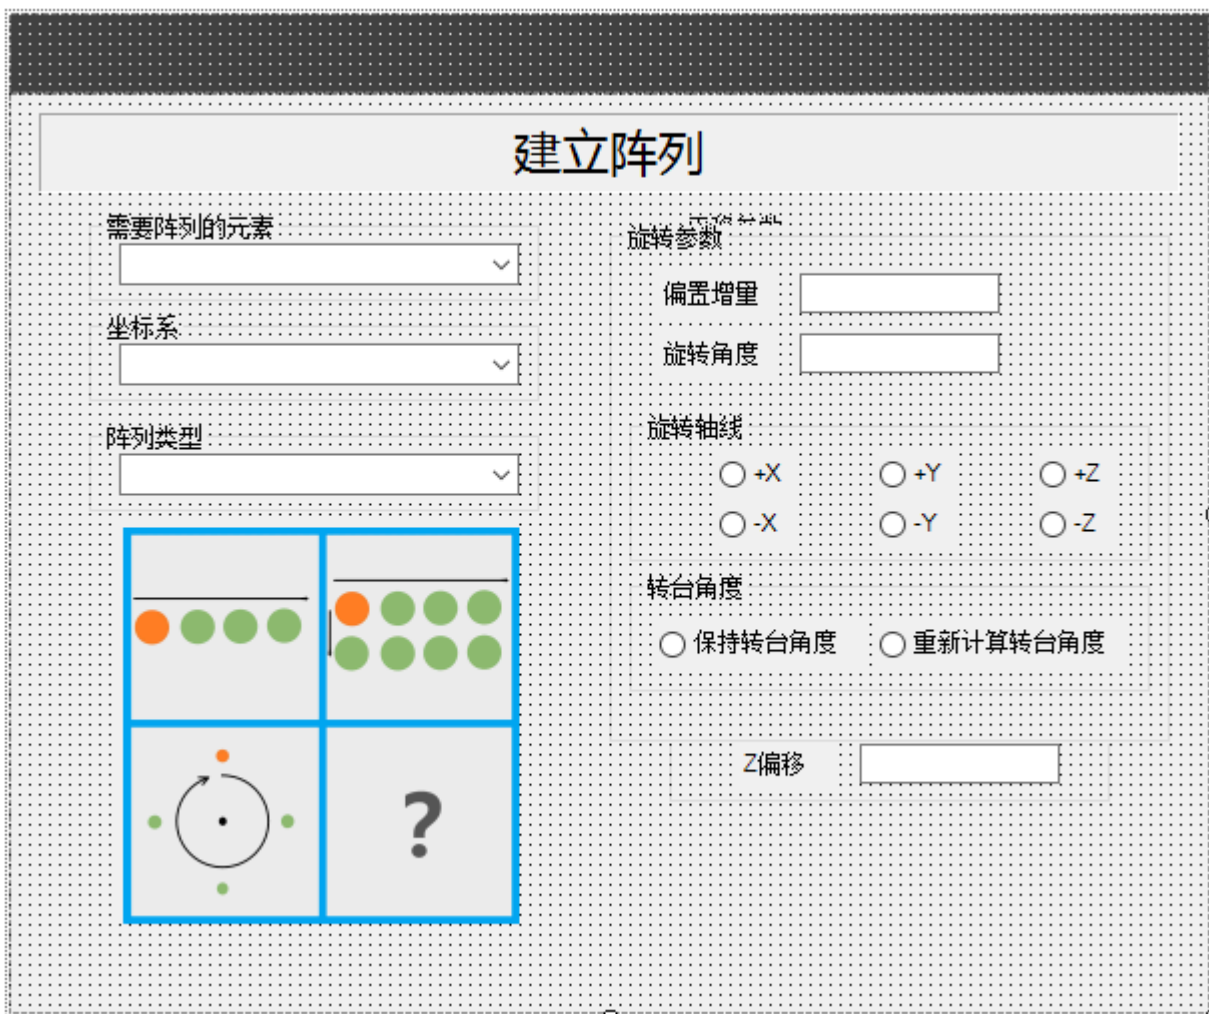 建立阵列
需要阵列的元素
坐标系
阵列类型
?
旋转参数
偏置增量
旋转角度
旋转轴线
+X +Y +Z
-X -Y -Z
转台角度
保持转台角度 重新计算转台角度
Z偏移